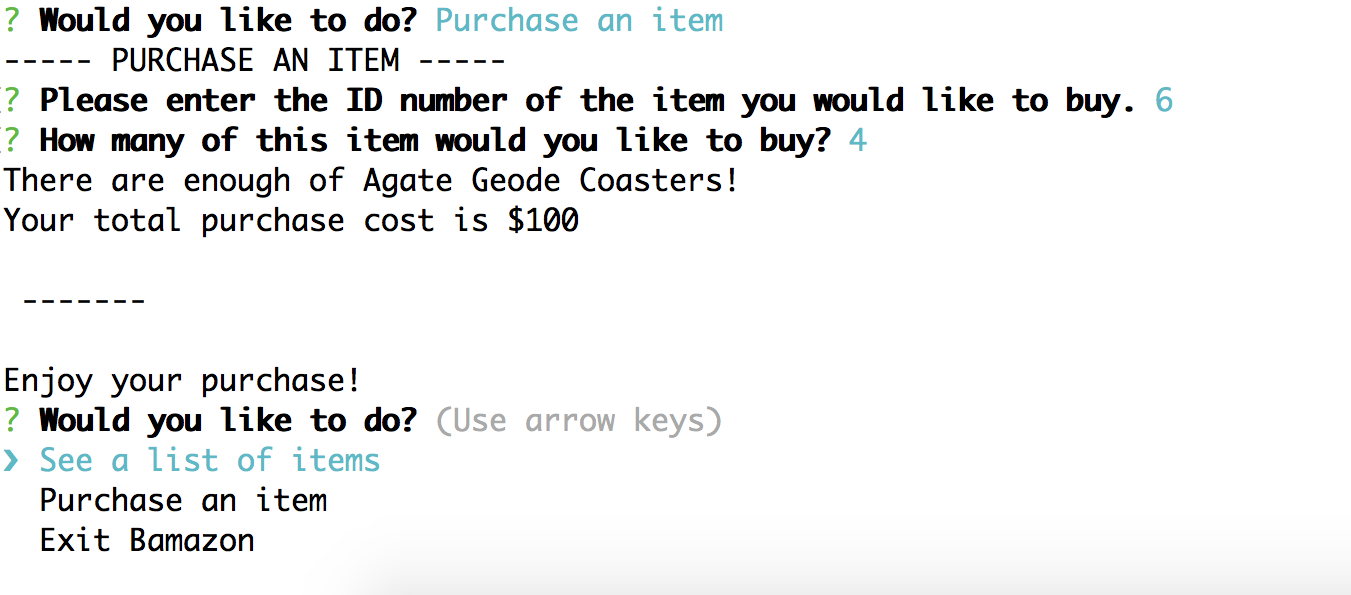 ? Would you like to do? Purchase an item
----- PURCHASE AN ITEM -----
? Please enter the ID number of the item you would like to buy. 6
? How many of this item would you like to buy? 4
There are enough of Agate Geode Coasters!
Your total purchase cost is $100
-------
Enjoy your purchase!
? Would you like to do? (Use arrow keys)
❯ See a list of items
Purchase an item
Exit Bamazon